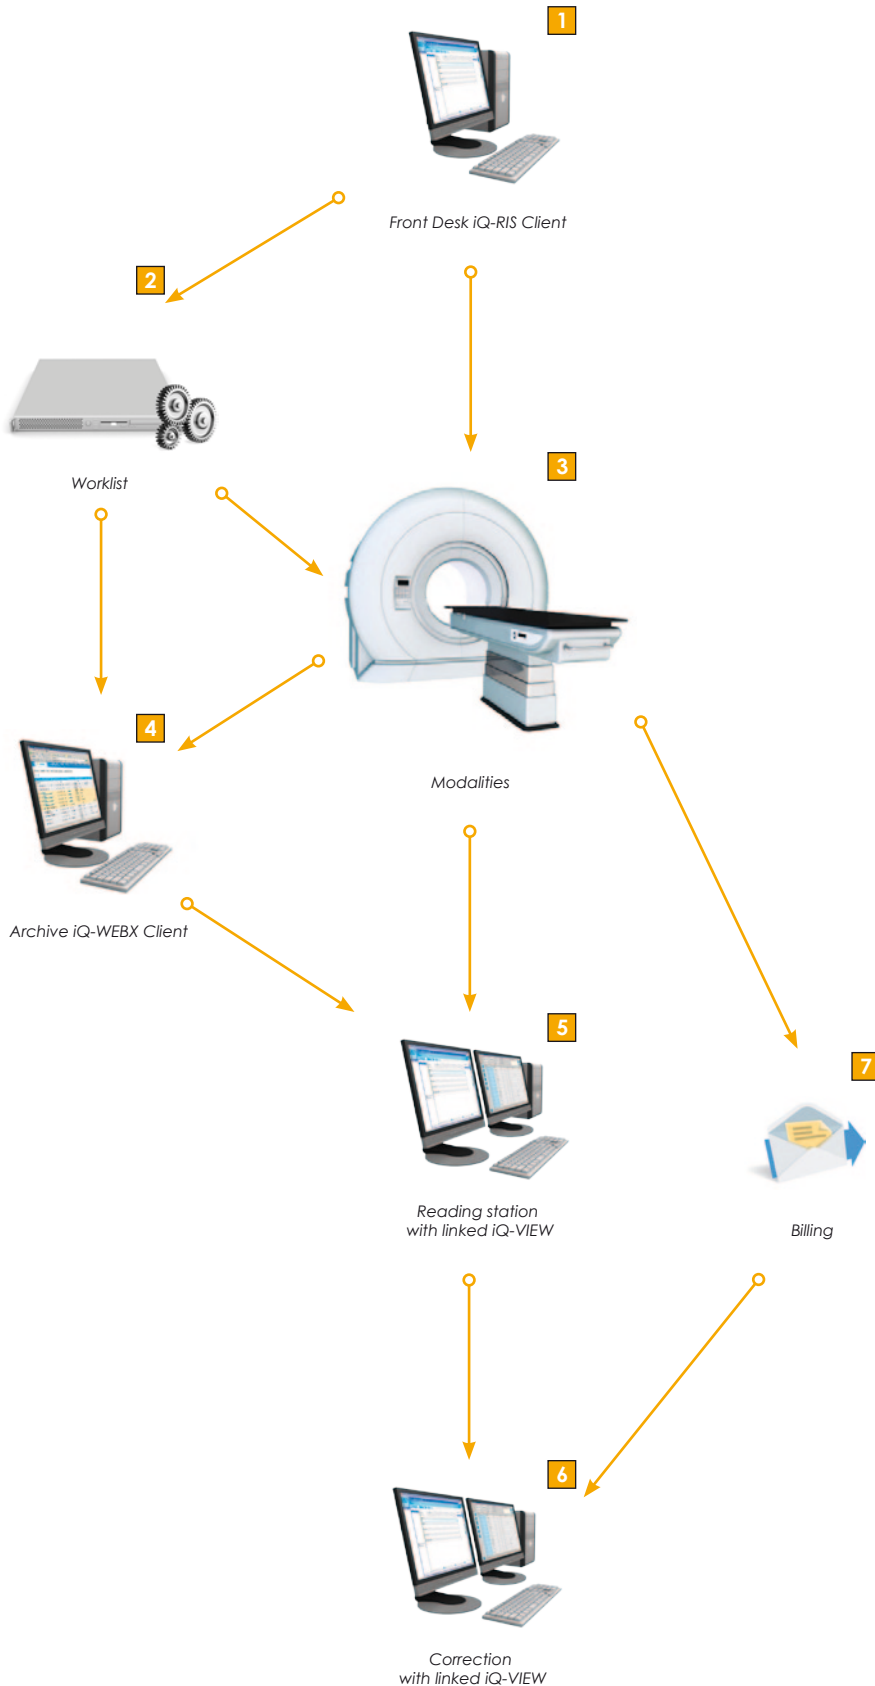 1
Front Desk iQ-RIS Client
2
Worklist
3
Modalities
4
Archive iQ-WEBX Client
5
Reading station
with linked iQ-VIEW
7
Billing
6
Correction
with linked iQ-VIEW